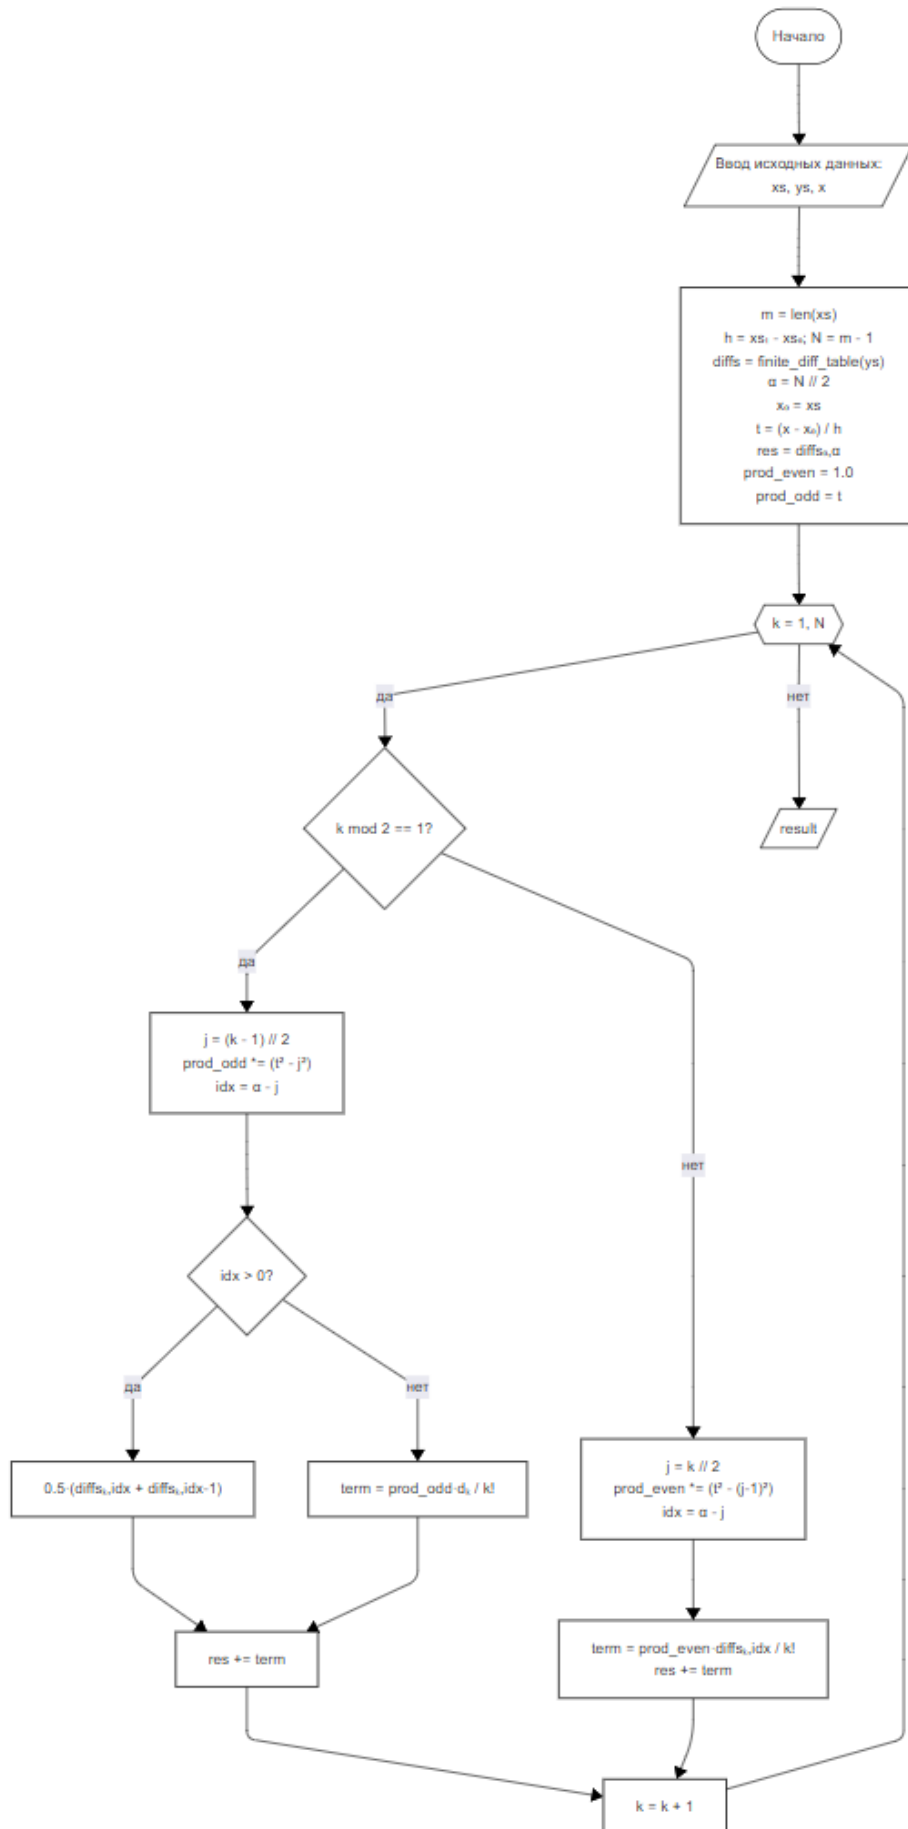 Начало
Ввод исходных данных:
xs, ys, x
m = len(xs)
h = xs₁ - xs₀; N = m - 1
diffs = finite_diff_table(ys)
α = N // 2
x₀ = xs
t = (x - x₀) / h
res = diffs₀,α
prod_even = 1.0
prod_odd = t
k = 1, N
да
нет
k mod 2 == 1?
result
да
j = (k - 1) // 2
prod_odd *= (t² - j²)
idx = α - j
нет
idx > 0?
да
нет
0.5·(diffsₖ,idx + diffsₖ,idx-1)
term = prod_odd·dₖ / k!
j = k // 2
prod_even *= (t² - (j-1)²)
idx = α - j
res += term
term = prod_even·diffsₖ,idx / k!
res += term
k = k + 1